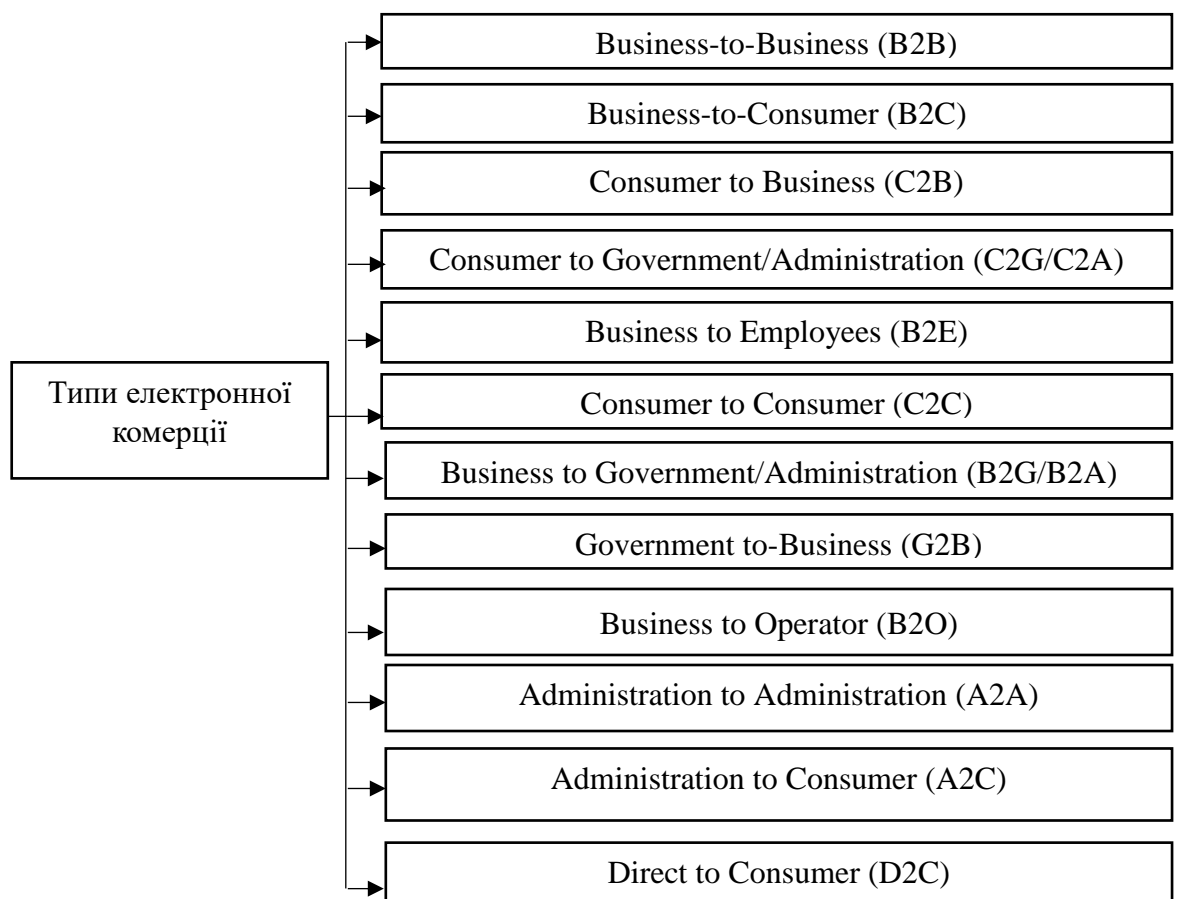 Business-to-Business (B2B)
Business-to-Consumer (B2C)
Consumer to Business (C2B)
Consumer to Government/Administration (C2G/C2A)
Business to Employees (B2E)
Типи електронної
комерції
Consumer to Consumer (C2C)
Business to Government/Administration (B2G/B2A)
Government to-Business (G2B)
Business to Operator (B2O)
Administration to Administration (A2A)
Administration to Consumer (A2C)
Direct to Consumer (D2C)